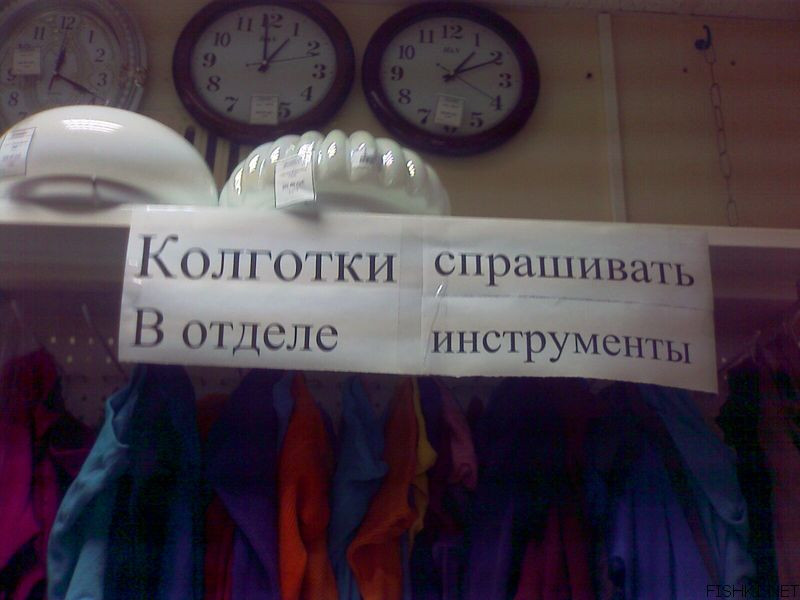 Колготки спрашивать
В отделе инструменты
FISHKI.NET